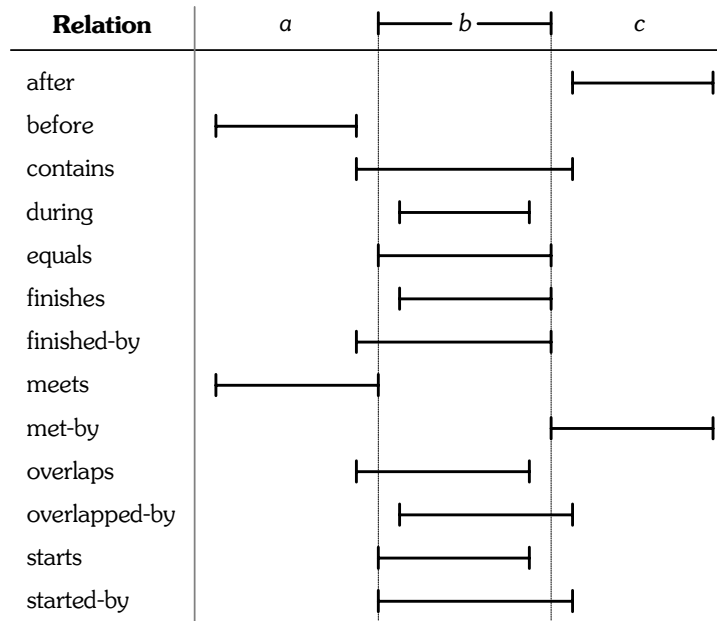 Relation a b c
after
before
contains
during
equals
finishes
finished-by
meets
met-by
overlaps
overlapped-by
starts
started-by